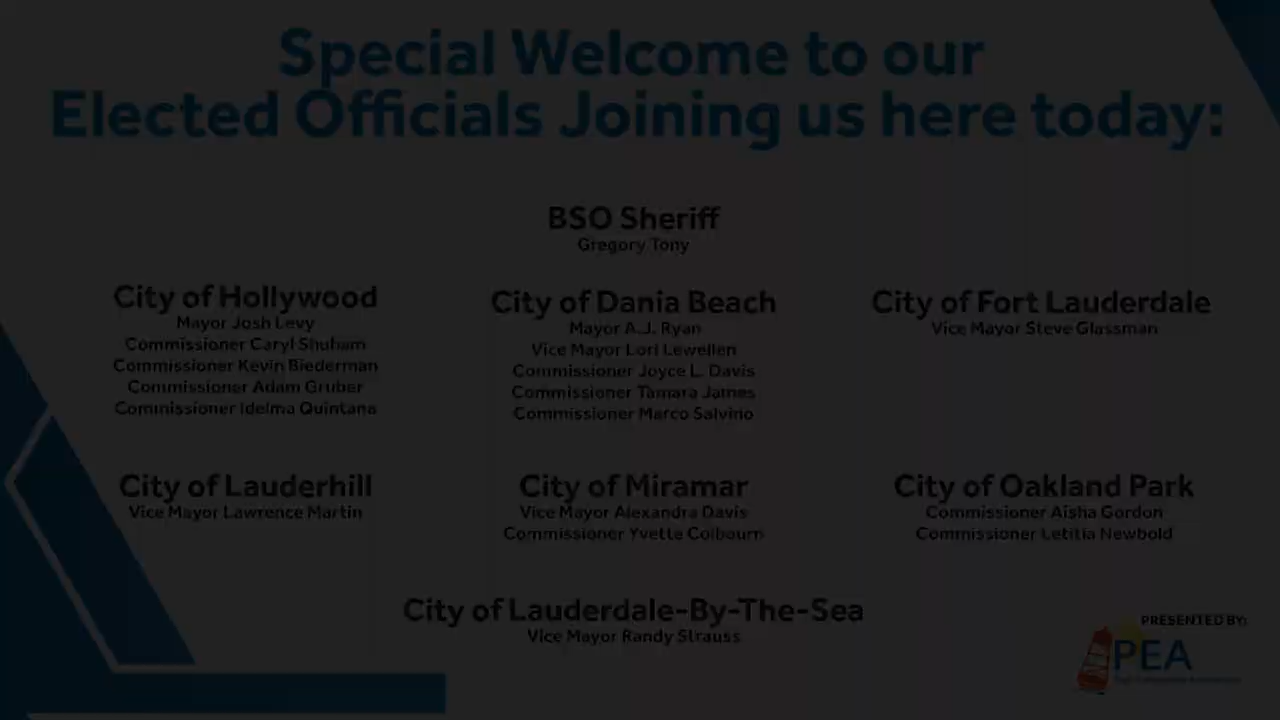 Special Welcome to our
Elected Officials Joining us here today:
BSO Sheriff
Gregory Tony
City of Hollywood
Mayor Josh Levy
Commissioner Caryl Shuham
Commissioner Kevin Biederman
Commissioner Adam Gruber
Commissioner Idelma Quintana
City of Dania Beach
Mayor A.J. Ryan
Vice Mayor Lori Lewellen
Commissioner Joyce L. Davis
Commissioner Tamara James
Commissioner Marco Salvino
City of Fort Lauderdale
Vice Mayor Steve Glassman
City of Lauderhill
Vice Mayor Lawrence Martin
City of Miramar
Vice Mayor Alexandra Davis
Commissioner Yvette Colbourn
City of Oakland Park
Commissioner Aisha Gordon
Commissioner Letitia Newbold
City of Lauderdale-By-The-Sea
Vice Mayor Randy Strauss
PRESENTED BY:
PEA